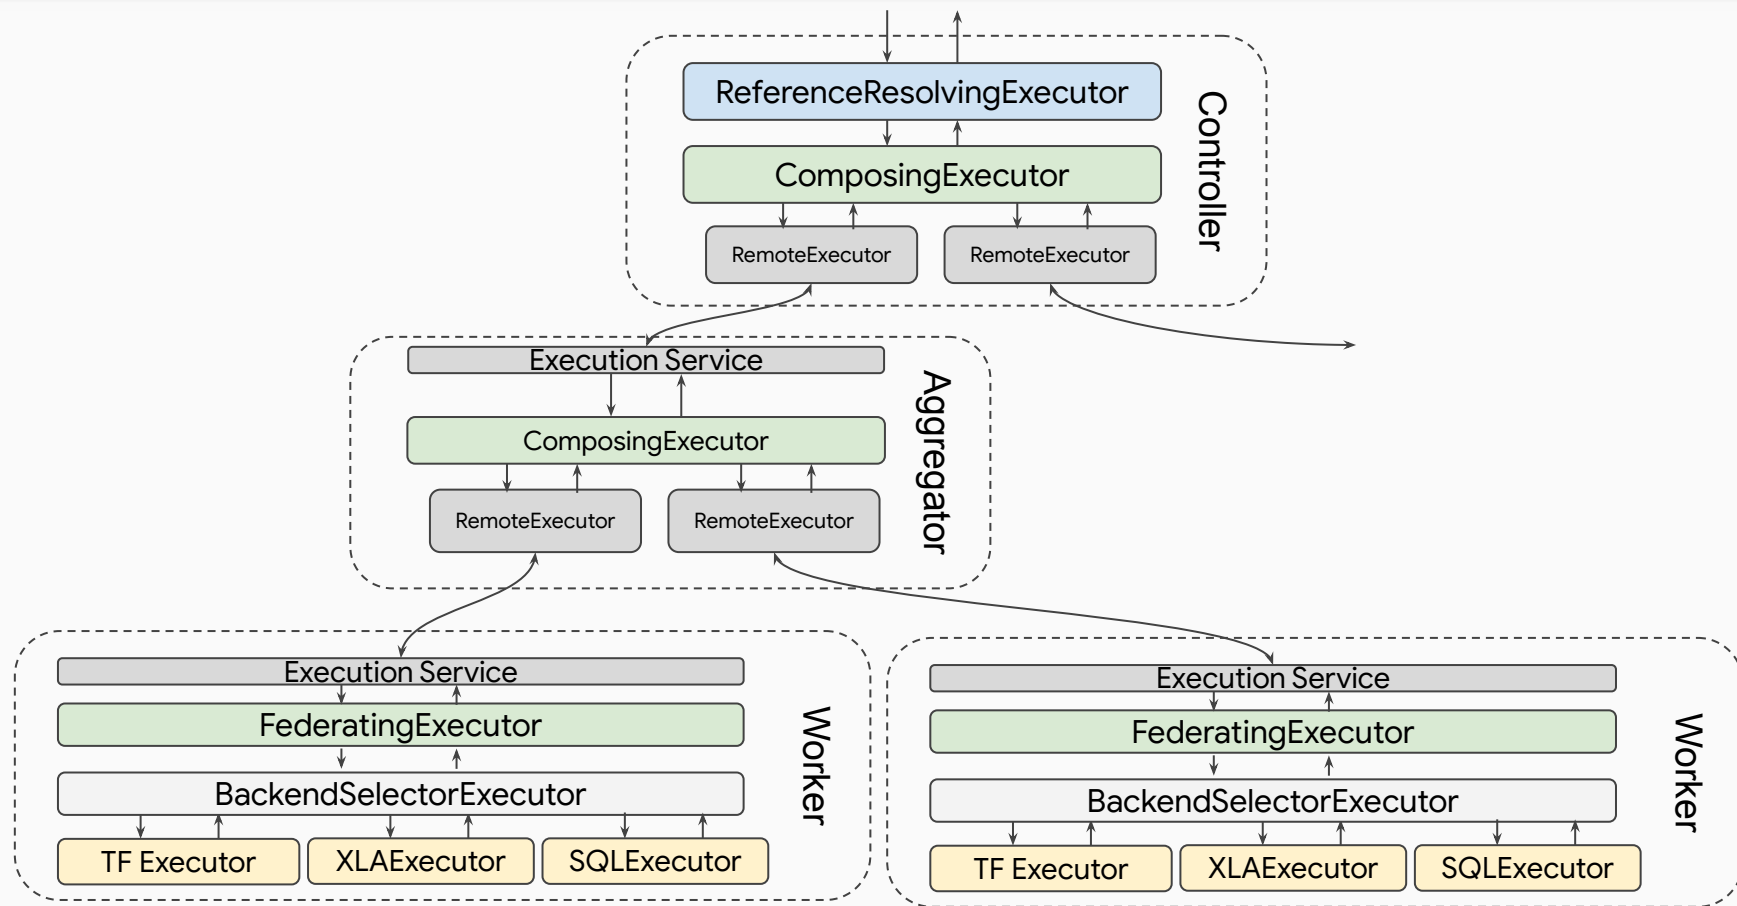 ReferenceResolvingExecutor
ComposingExecutor
RemoteExecutor
RemoteExecutor
Controller
Execution Service
ComposingExecutor
RemoteExecutor
RemoteExecutor
Aggregator
Execution Service
FederatingExecutor
BackendSelectorExecutor
TF Executor
XLAExecutor
SQLExecutor
Worker
Execution Service
FederatingExecutor
BackendSelectorExecutor
TF Executor
XLAExecutor
SQLExecutor
Worker